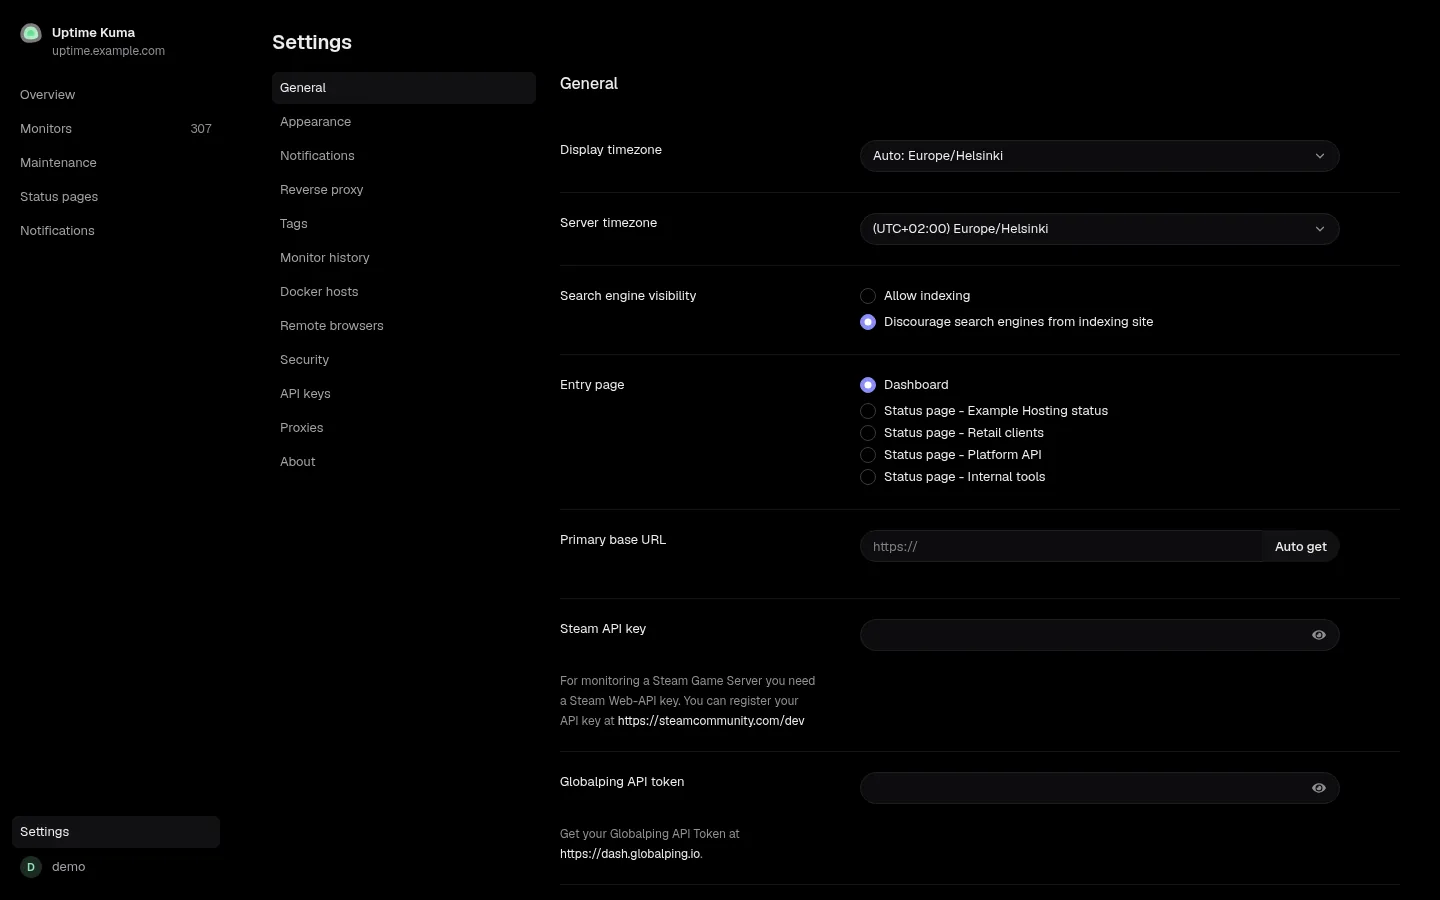 Uptime Kuma
uptime.example.com
Overview
Monitors 307
Maintenance
Status pages
Notifications
Settings
D demo
Settings
General
Appearance
Notifications
Reverse proxy
Tags
Monitor history
Docker hosts
Remote browsers
Security
API keys
Proxies
About
General
Display timezone
Auto: Europe/Helsinki
Server timezone
(UTC+02:00) Europe/Helsinki
Search engine visibility
Allow indexing
Discourage search engines from indexing site
Entry page
Dashboard
Status page - Example Hosting status
Status page - Retail clients
Status page - Platform API
Status page - Internal tools
Primary base URL
https:// Auto get
Steam API key
For monitoring a Steam Game Server you need
a Steam Web-API key. You can register your
API key at https://steamcommunity.com/dev
Globalping API token
Get your Globalping API Token at
https://dash.globalping.io.